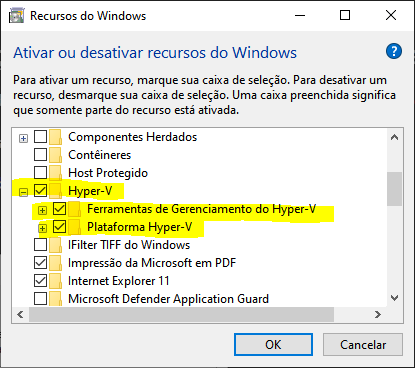 Recursos do Windows
Ativar ou desativar recursos do Windows
Para ativar um recurso, marque sua caixa de seleção. Para desativar um
recurso, desmarque sua caixa de seleção. Uma caixa preenchida significa
que somente parte do recurso está ativada.
Componentes Herdados
Contêineres
Host Protegido
Hyper-V
Ferramentas de Gerenciamento do Hyper-V
Plataforma Hyper-V
IFilter TIFF do Windows
Impressão da Microsoft em PDF
Internet Explorer 11
Microsoft Defender Application Guard
OK
Cancelar